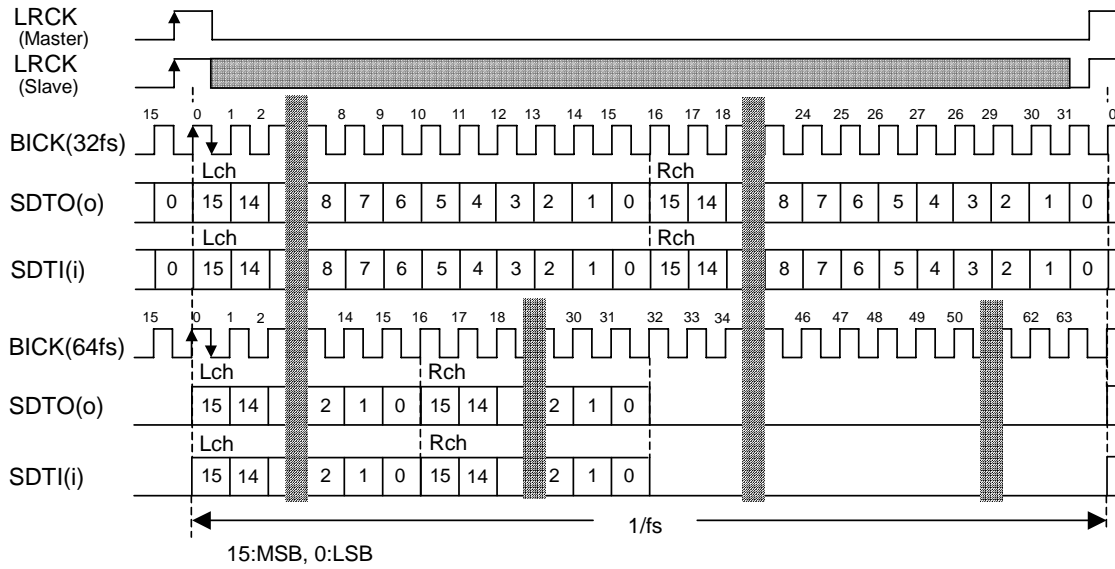 LRCK
(Master)
LRCK
(Slave)
15 0 1 2 8 9 10 11 12 13 14 15 16 17 18 24 25 26 26 27 28 29 30 31 0
BICK(32fs)
Lch Rch
SDTO(o) 0 15 14 8 7 6 5 4 3 2 1 0 15 14 8 7 6 5 4 3 2 1 0
Lch Rch
SDTI(i) 0 15 14 8 7 6 5 4 3 2 1 0 15 14 8 7 6 5 4 3 2 1 0
15 0 1 2 14 15 16 17 18 30 31 32 33 34 46 47 48 49 50 62 63
BICK(64fs)
Lch Rch
SDTO(o) 15 14 2 1 0 15 14 2 1 0
Lch Rch
SDTI(i) 15 14 2 1 0 15 14 2 1 0
1/fs
15:MSB, 0:LSB